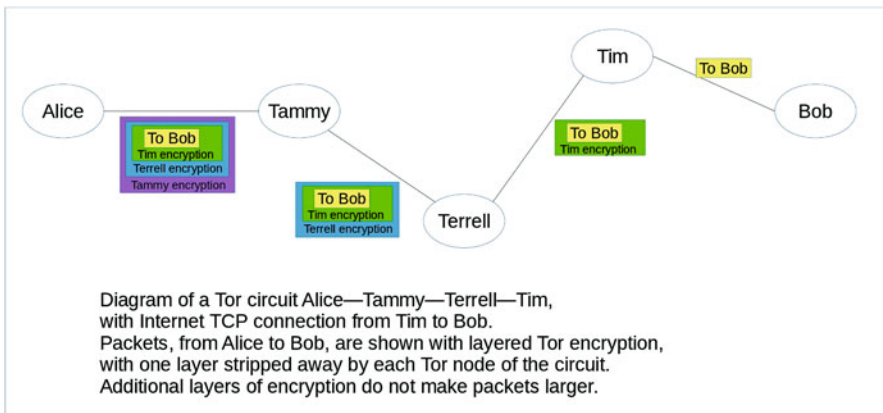 Alice
Tammy
Terrell
Tim
Bob
To Bob
Tim encryption
Terrell encryption
Tammy encryption
To Bob
Tim encryption
Terrell encryption
To Bob
Tim encryption
To Bob
Diagram of a Tor circuit Alice—Tammy—Terrell—Tim,
with Internet TCP connection from Tim to Bob.
Packets, from Alice to Bob, are shown with layered Tor encryption,
with one layer stripped away by each Tor node of the circuit.
Additional layers of encryption do not make packets larger.